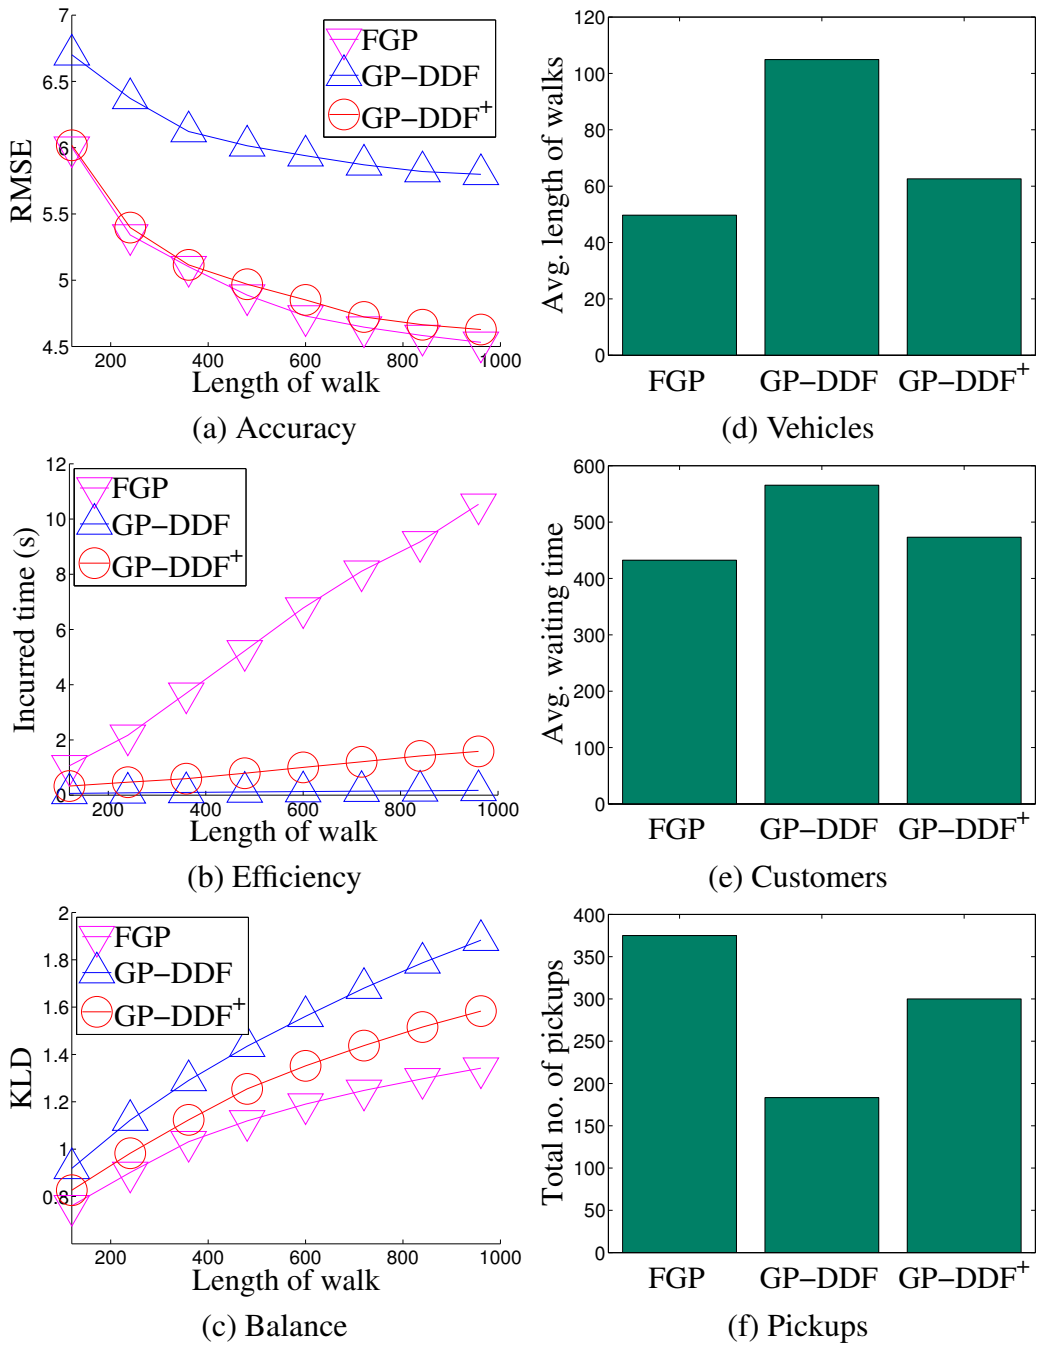 7
6.5
6
5.5
5
4.5
200
400
600
800
1000
RMSE
Length of walk
FGP
GP−DDF
GP−DDF+
(a) Accuracy
120
100
80
60
40
20
0
Avg. length of walks
FGP
GP−DDF
GP−DDF+
(d) Vehicles
12
10
8
6
4
2
0
200
400
600
800
1000
Incurred time (s)
Length of walk
FGP
GP−DDF
GP−DDF+
(b) Efficiency
600
500
400
300
200
100
0
Avg. waiting time
FGP
GP−DDF
GP−DDF+
(e) Customers
2
1.8
1.6
1.4
1.2
1
0.8
200
400
600
800
1000
KLD
Length of walk
FGP
GP−DDF
GP−DDF+
(c) Balance
400
350
300
250
200
150
100
50
0
Total no. of pickups
FGP
GP−DDF
GP−DDF+
(f) Pickups